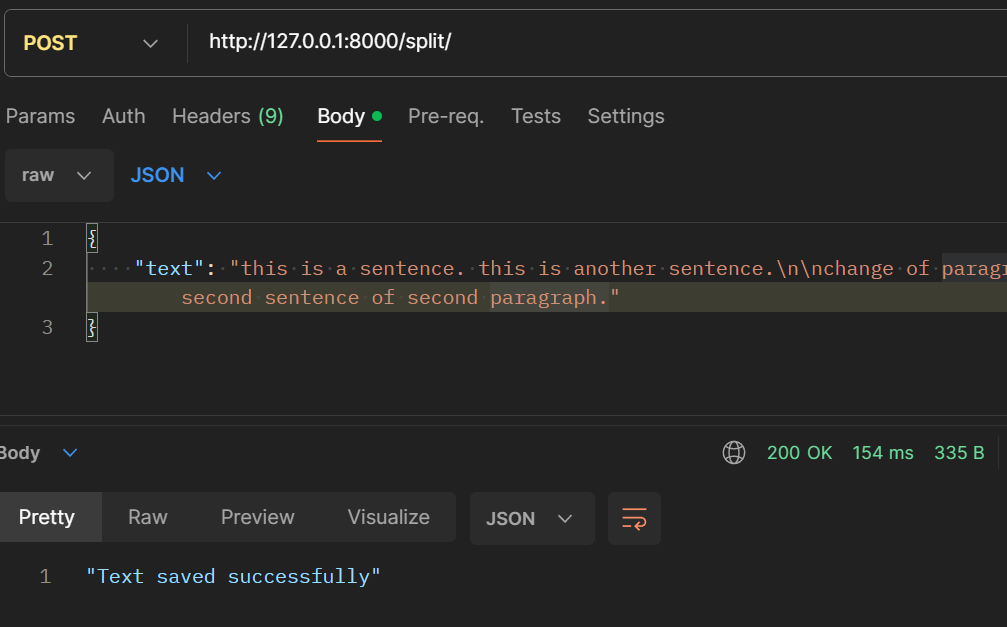 POST http://127.0.0.1:8000/split/
Params Auth Headers (9) Body Pre-req. Tests Settings
raw JSON
1 {
2 "text": "this is a sentence. this is another sentence.\n\nchange of paragr
second sentence of second paragraph."
3 }
Body 200 OK 154 ms 335 B
Pretty Raw Preview Visualize JSON
1 "Text saved successfully"